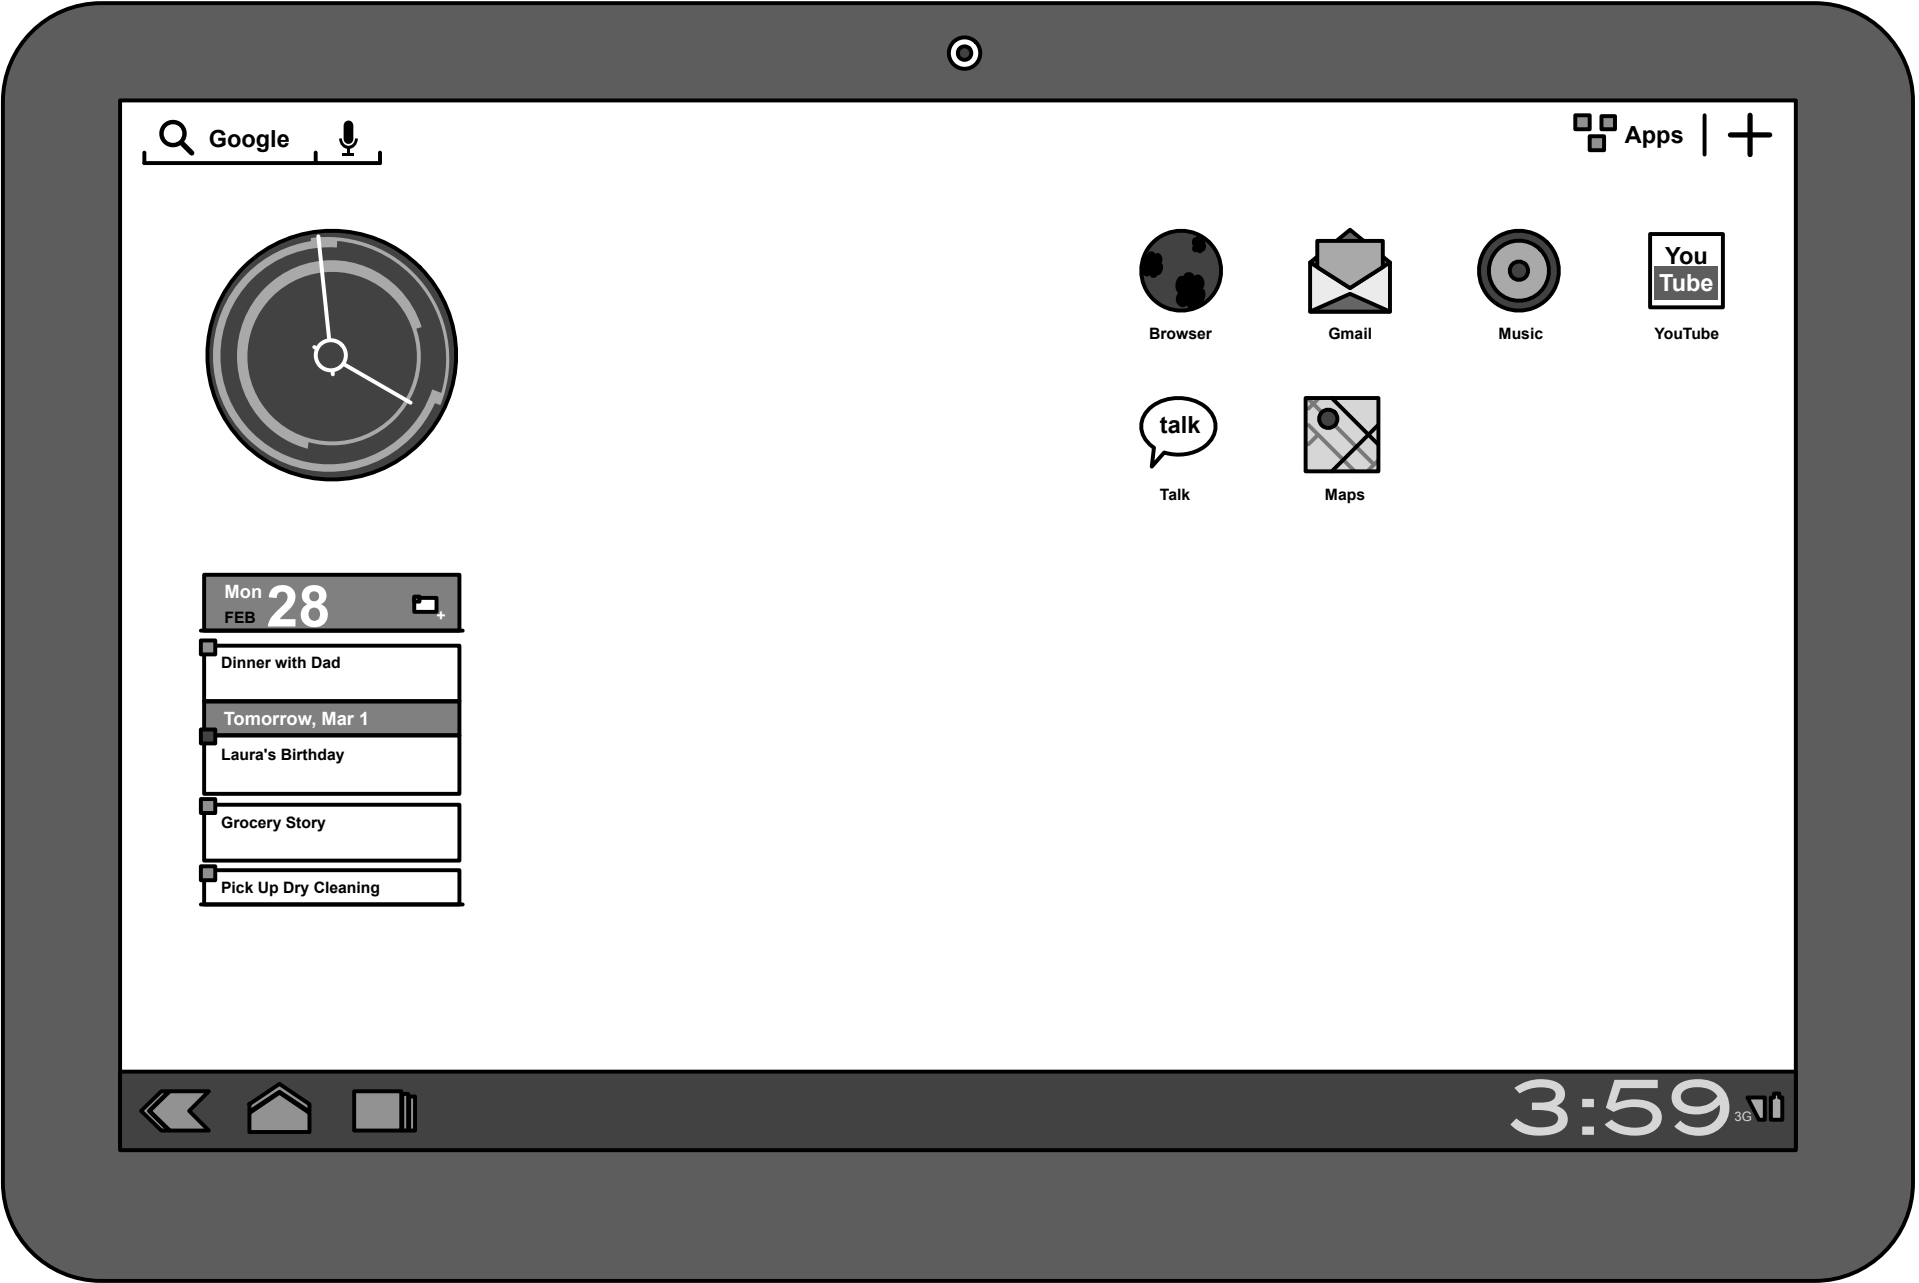 Google
Apps
Browser
Gmail
Music
You
Tube
YouTube
talk
Talk
Maps
Mon
FEB
28
Dinner with Dad
Tomorrow, Mar 1
Laura's Birthday
Grocery Story
Pick Up Dry Cleaning
3:59
3G